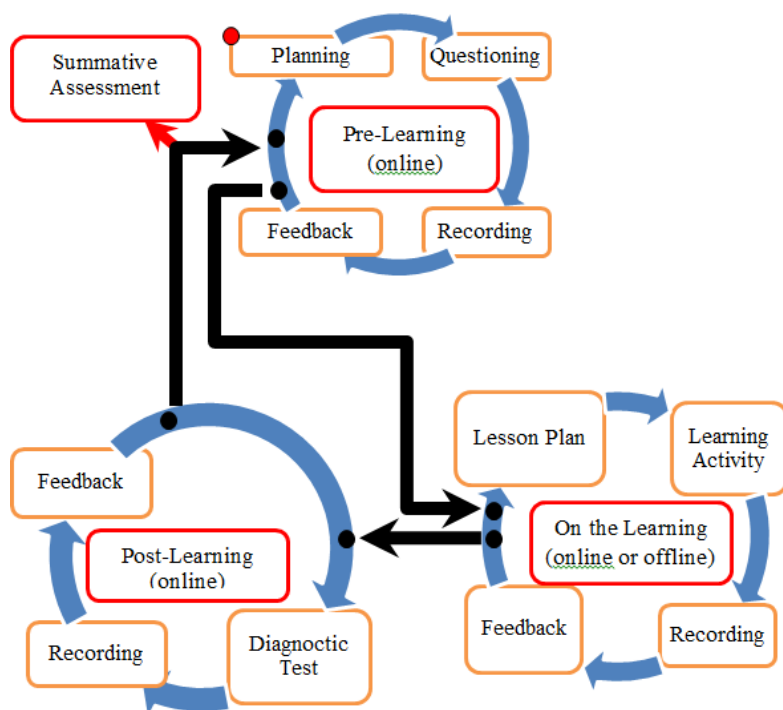 Summative
Assessment
Planning
Questioning
Pre-Learning
(online)
Feedback
Recording
Lesson Plan
Learning
Activity
On the Learning
(online or offline)
Feedback
Recording
Feedback
Post-Learning
(online)
Recording
Diagnoctic
Test